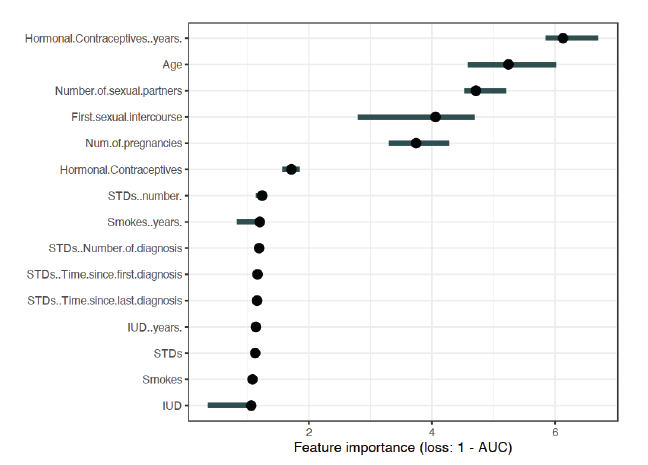 Hormonal.Contraceptives..years.
Age
Number.of.sexual.partners
First.sexual.intercourse
Num.of.pregnancies
Hormonal.Contraceptives
STDs..number.
Smokes..years.
STDs..Number.of.diagnosis
STDs..Time.since.first.diagnosis
STDs..Time.since.last.diagnosis
IUD..years.
STDs
Smokes
IUD
2 4 6
Feature importance (loss: 1 - AUC)